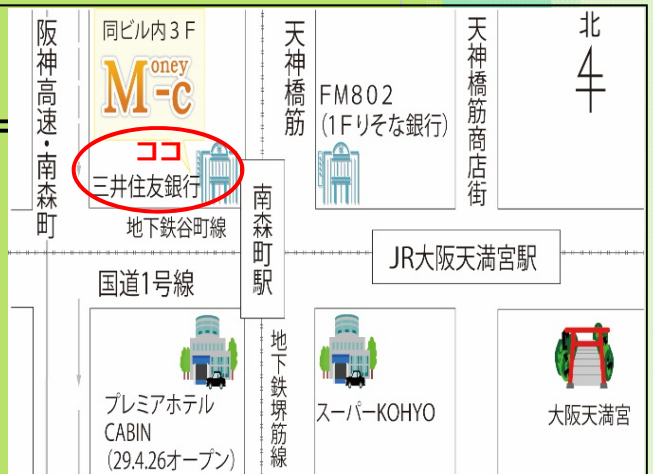 阪神高速・南森町
同ビル内3F
Money-c
ココ
三井住友銀行
天神橋筋
FM802
(1Fりそな銀行)
天神橋筋商店街
北
地下鉄谷町線
南森町駅
JR大阪天満宮駅
国道1号線
プレミアホテル
CABIN
(29.4.26オープン)
地下鉄堺筋線
スーパーKOHYO
大阪天満宮